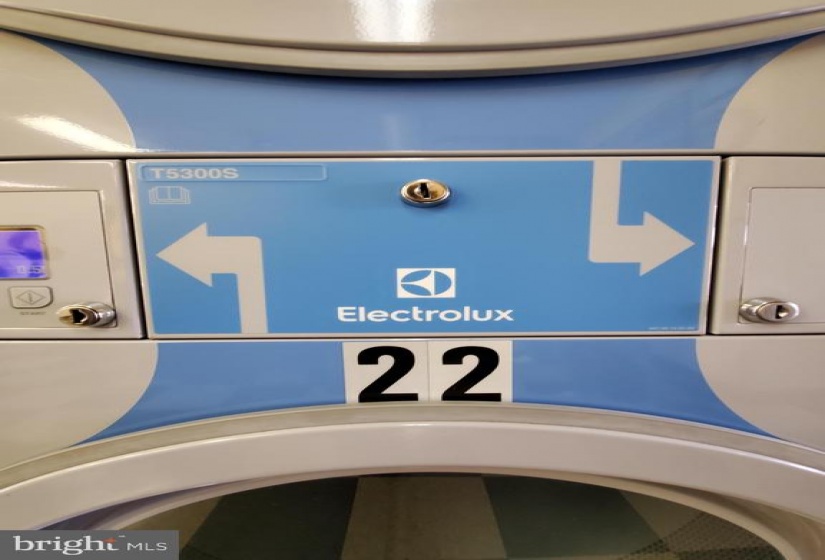 T5300S
Electrolux
22
bright MLS